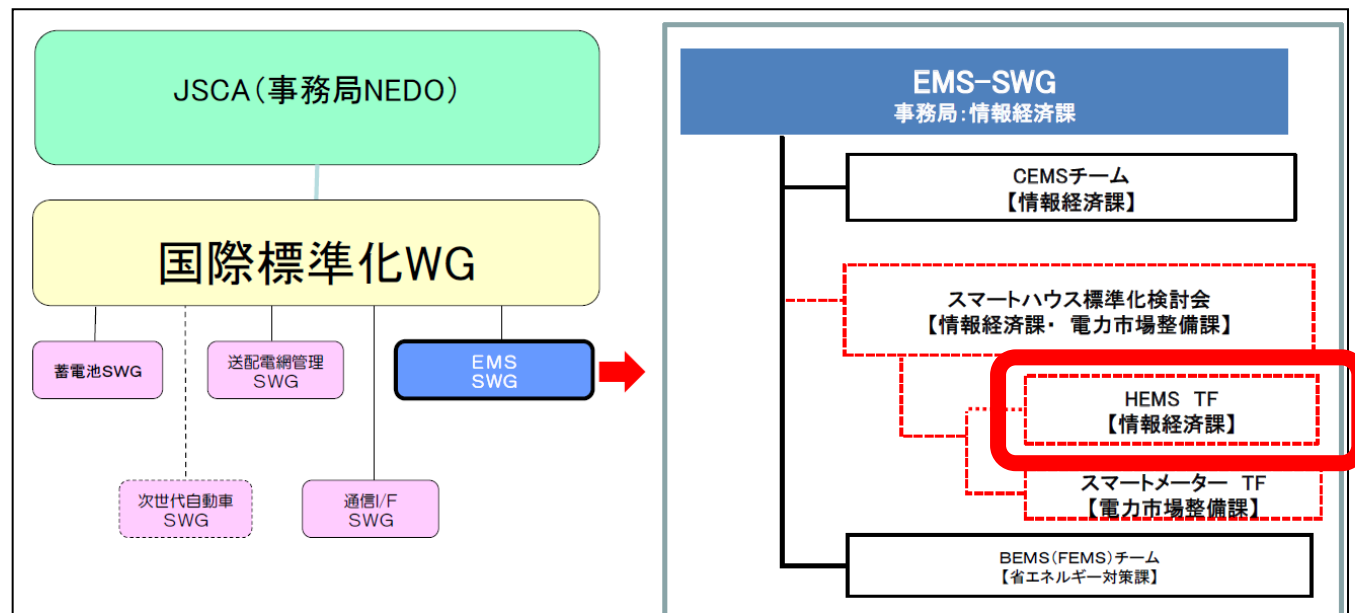 JSCA（事務局NEDO）
国際標準化WG
蓄電池SWG
送配電網管理
SWG
EMS
SWG
次世代自動車
SWG
通信I/F
SWG
EMS-SWG
事務局：情報経済課
CEMSチーム
【情報経済課】
スマートハウス標準化検討会
【情報経済課・ 電力市場整備課】
HEMS TF
【情報経済課】
スマートメーター TF
【電力市場整備課】
BEMS（FEMS）チーム
【省エネルギー対策課】